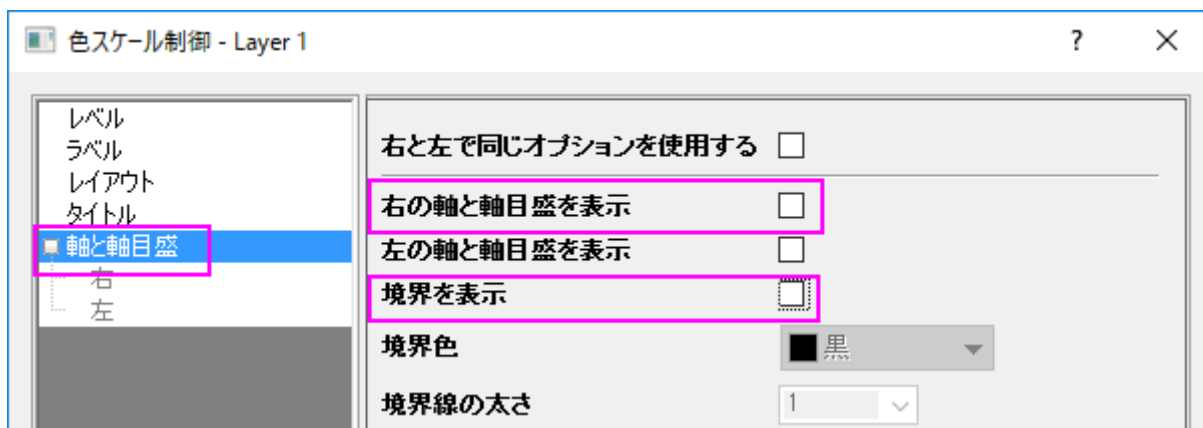 色スケール制御 - Layer 1
?
レベル
ラベル
レイアウト
タイトル
軸と軸目盛
右
左
右と左で同じオプションを使用する
右の軸と軸目盛を表示
左の軸と軸目盛を表示
境界を表示
境界色
黒
境界線の太さ
1